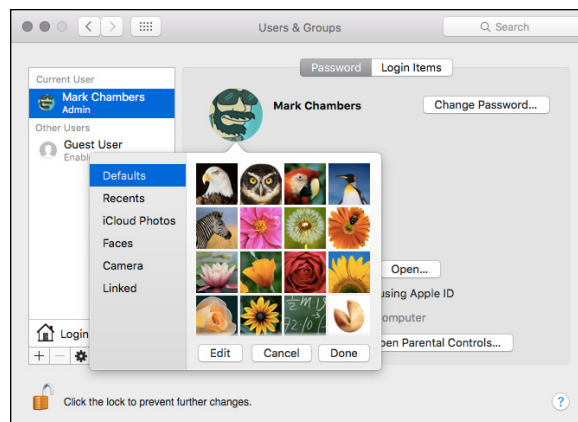 Users & Groups
Search
Password
Login Items
Current User
Mark Chambers
Admin
Other Users
Guest User
Mark Chambers
Change Password...
Defaults
Recents
iCloud Photos
Faces
Camera
Linked
Open...
using Apple ID
Parental Controls...
Edit
Cancel
Done
Login
Click the lock to prevent further changes.
?